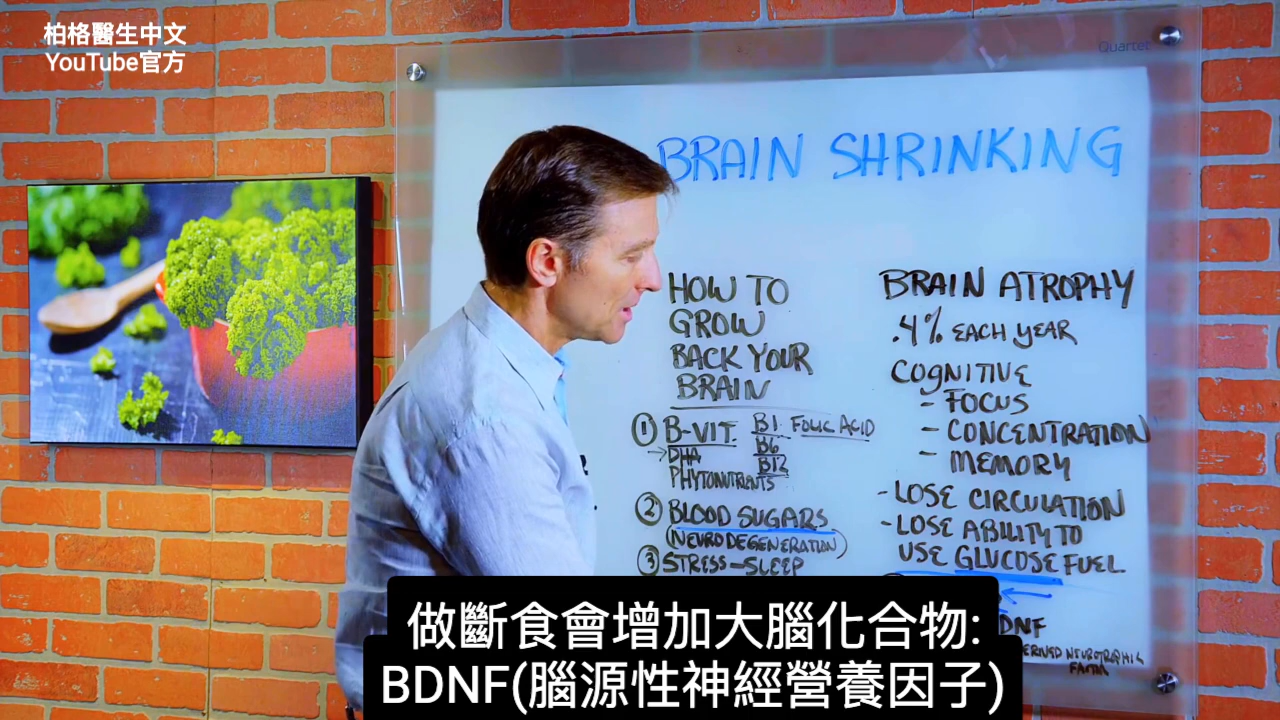 柏格醫生中文
YouTube官方
Quartet
BRAIN SHRINKING
HOW TO
GROW
BACK YOUR
BRAIN
① B-VIT. B1 FOLIC ACID
→DHA B6
PHYTONUTRIENTS B12
② BLOOD SUGARS
(NEURODEGENERATION)
③ STRESS-SLEEP
BRAIN ATROPHY
.4% EACH YEAR
COGNITIVE
- FOCUS
- CONCENTRATION
- MEMORY
- LOSE CIRCULATION
- LOSE ABILITY TO
USE GLUCOSE FUEL
DNF
ERIVED NEUROTROPHIC
做斷食會增加大腦化合物:
BDNF(腦源性神經營養因子)